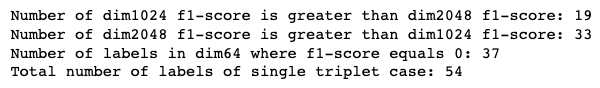 Number of dim1024 f1-score is greater than dim2048 f1-score: 19
Number of dim2048 f1-score is greater than dim1024 f1-score: 33
Number of labels in dim64 where f1-score equals 0: 37
Total number of labels of single triplet case: 54